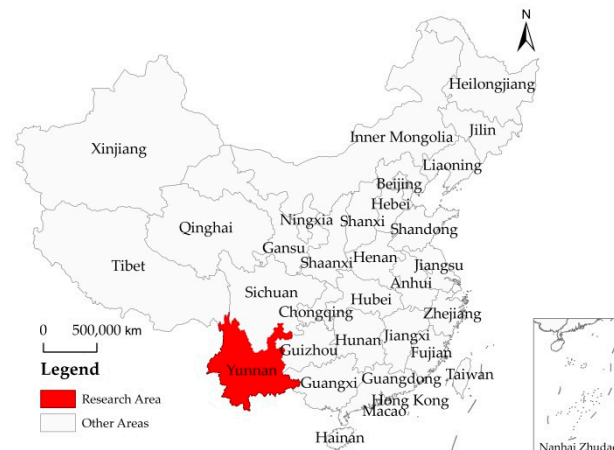 N
Heilongjiang
Jilin
Inner Mongolia
Liaoning
Xinjiang
Beijing
Hebei
Qinghai
Ningxia
Shanxi
Shandong
Gansu
Shaanxi
Henan
Jiangsu
Tibet
Anhui
Sichuan
Hubei
Chongqing
Zhejiang
0 500,000 km
Hunan
Jiangxi
Guizhou
Fujian
Legend
Yunnan
Guangxi
Guangdong
Taiwan
Research Area
Hong Kong
Macao
Other Areas
Hainan
Nanhai Zhudao